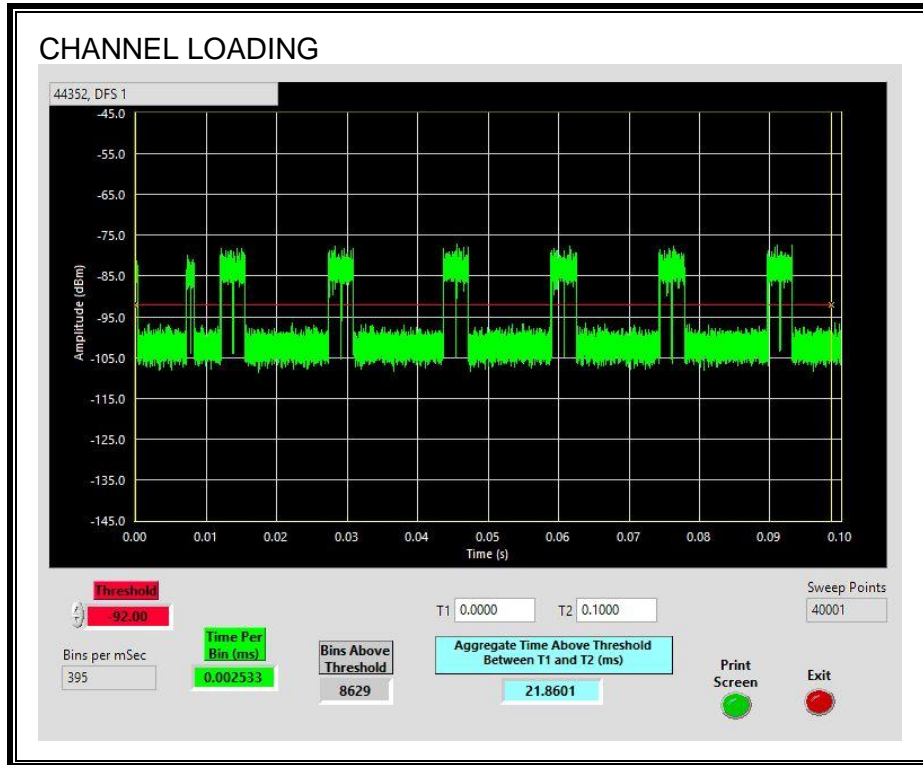 CHANNEL LOADING
44352, DFS 1
Amplitude (dBm)
-45.0
-55.0
-65.0
-75.0
-85.0
-95.0
-105.0
-115.0
-125.0
-135.0
-145.0
0.00 0.01 0.02 0.03 0.04 0.05 0.06 0.07 0.08 0.09 0.10
Time (s)
Threshold
-92.00
Bins per mSec
395
Time Per
Bin (ms)
0.002533
Bins Above
Threshold
8629
T1 0.0000 T2 0.1000
Aggregate Time Above Threshold
Between T1 and T2 (ms)
21.8601
Sweep Points
40001
Print
Screen
Exit